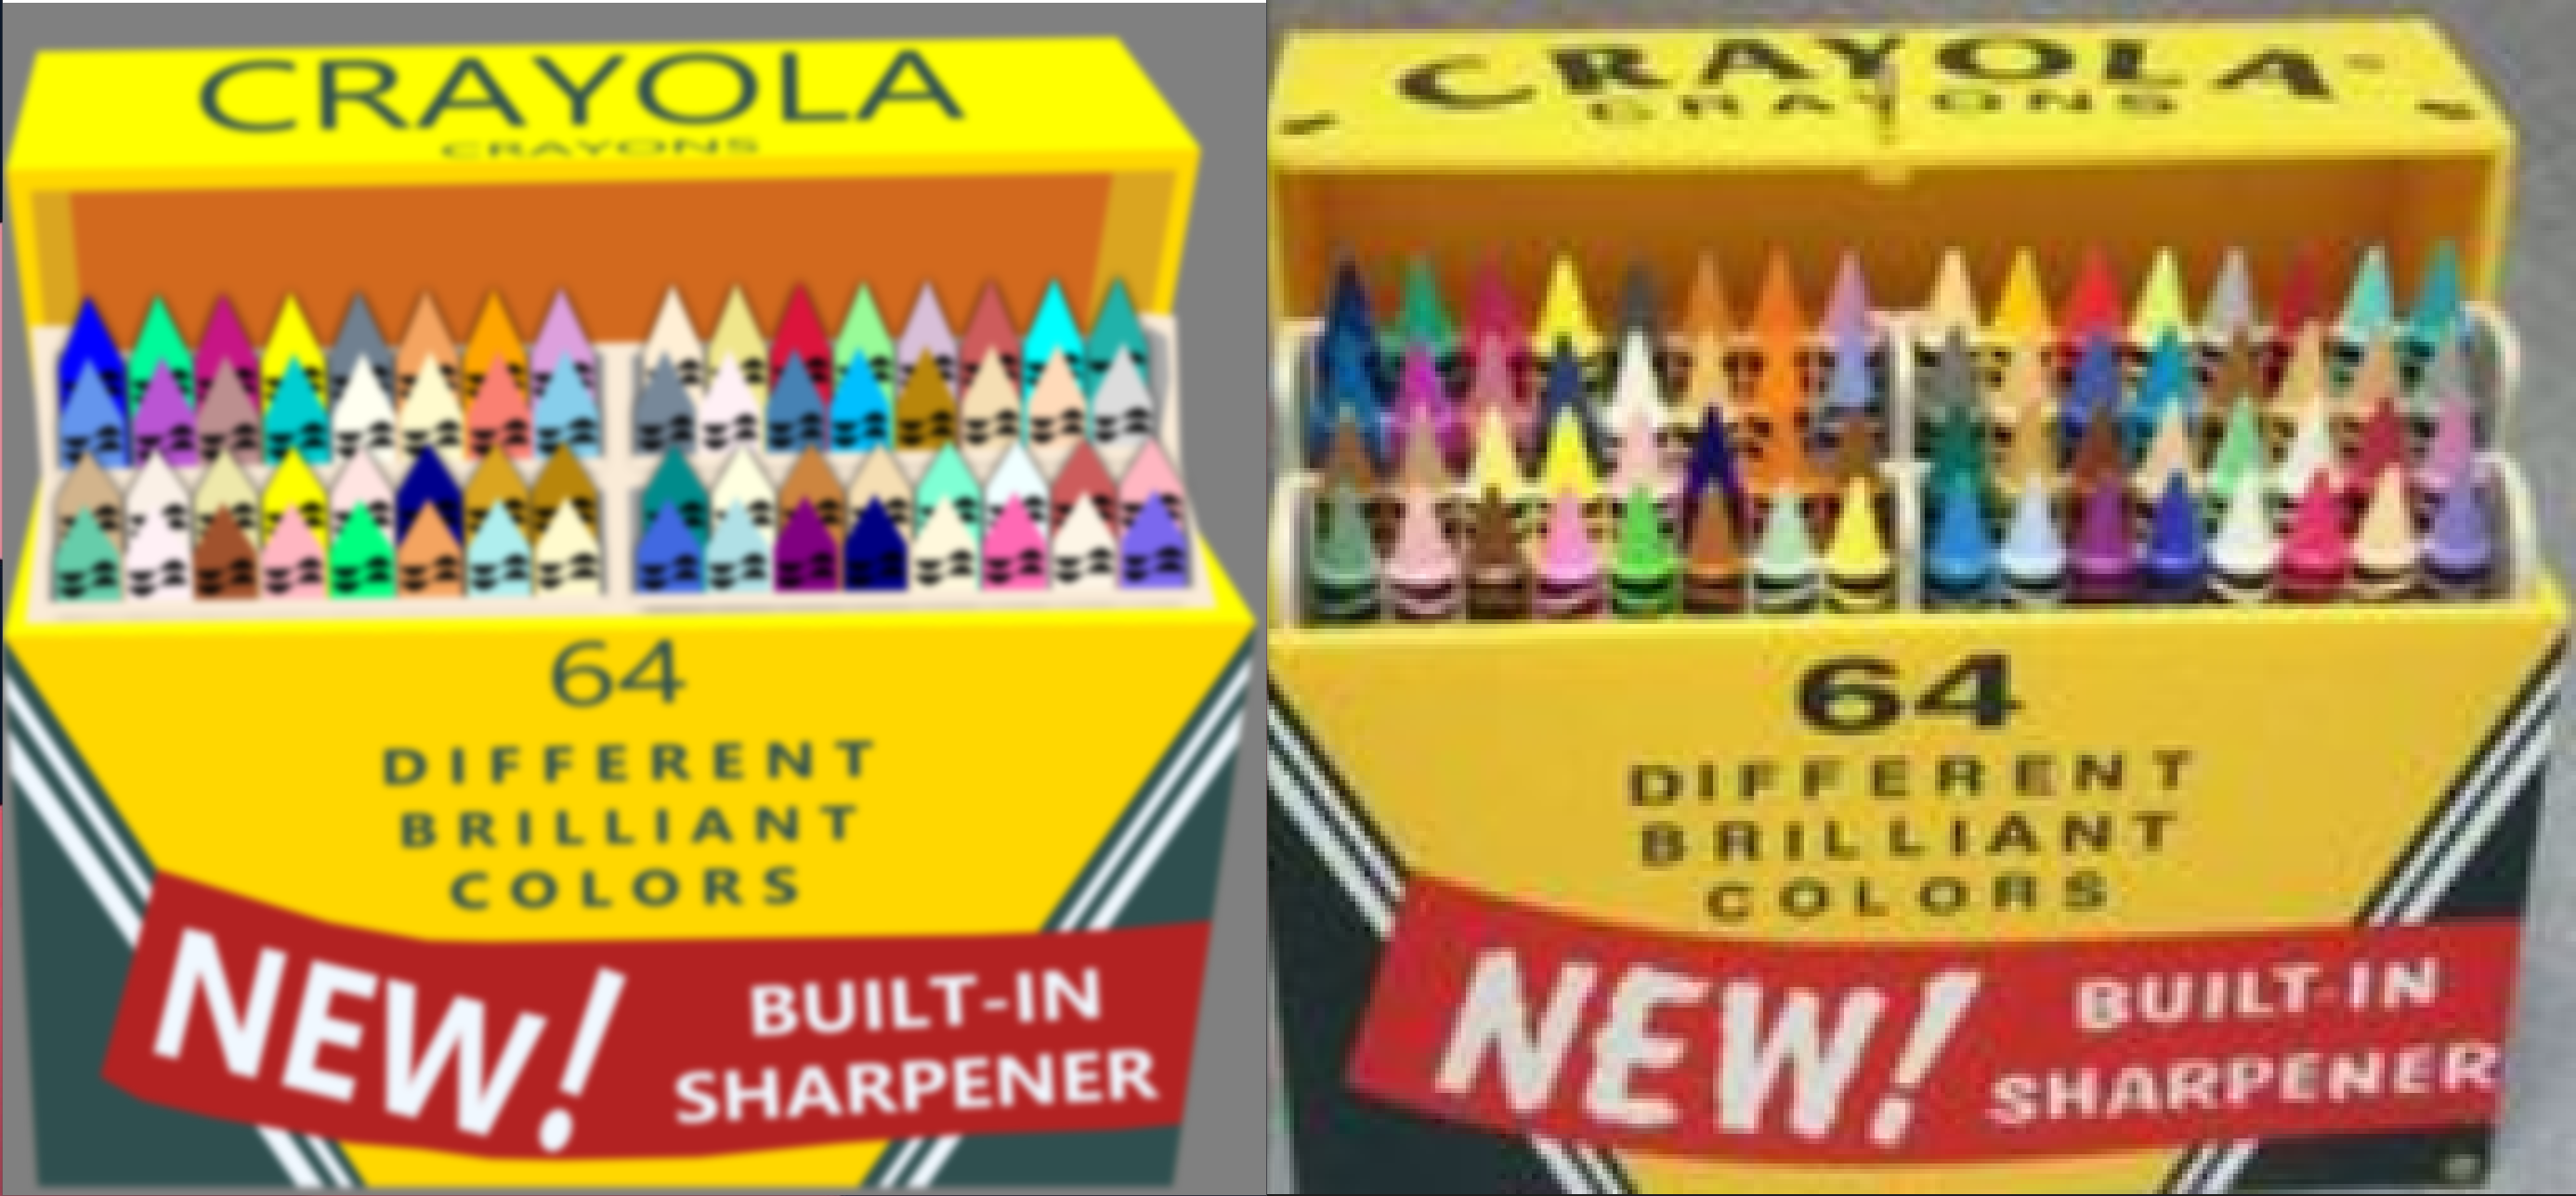 CRAYOLA
CRAYONS
64
DIFFERENT
BRILLIANT
COLORS
NEW!
BUILT-IN
SHARPENER
CRAYOLA
CRAYONS
64
DIFFERENT
BRILLIANT
COLORS
NEW!
BUILT-IN
SHARPENER